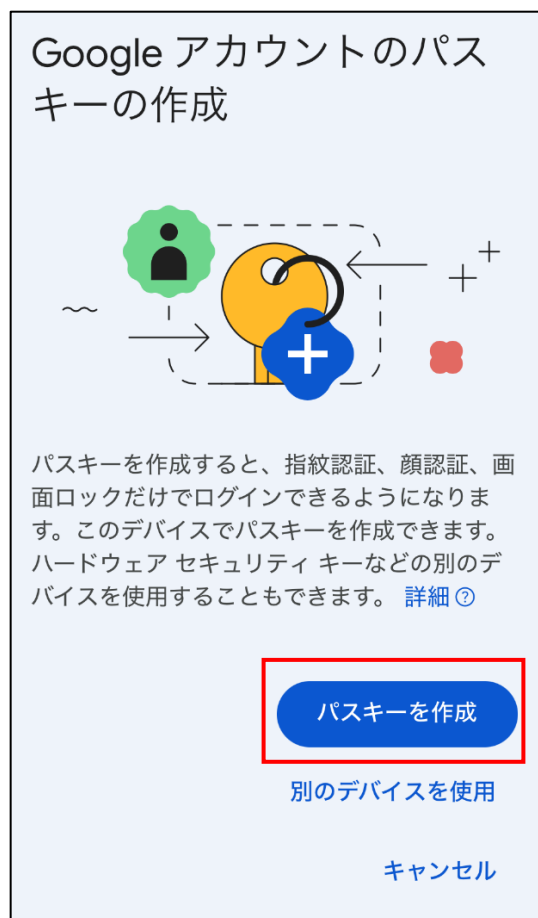 Google アカウントのパス
キーの作成
パスキーを作成すると、指紋認証、顔認証、画
面ロックだけでログインできるようになりま
す。このデバイスでパスキーを作成できます。
ハードウェア セキュリティ キーなどの別のデ
バイスを使用することもできます。 詳細
パスキーを作成
別のデバイスを使用
キャンセル